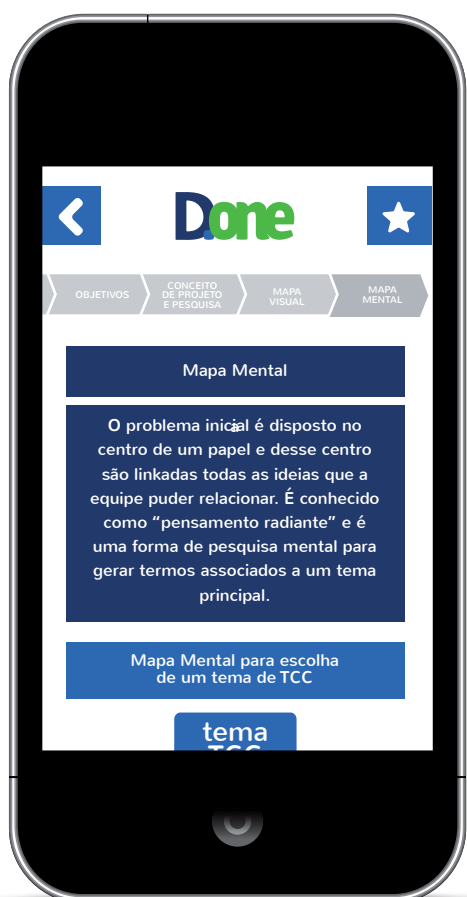 D.one
OBJETIVOS
CONCEITO
DE PROJETO
E PESQUISA
MAPA
VISUAL
MAPA
MENTAL
Mapa Mental
O problema inicial é disposto no
a
centro de um papel e desse centro
são linkadas todas as ideias que a
equipe puder relacionar. É conhecido
como “pensamento radiante” e é
uma forma de pesquisa mental para
gerar termos associados a um tema
principal.
Mapa Mental para escolha
de um tema de TCC
tema
TCC